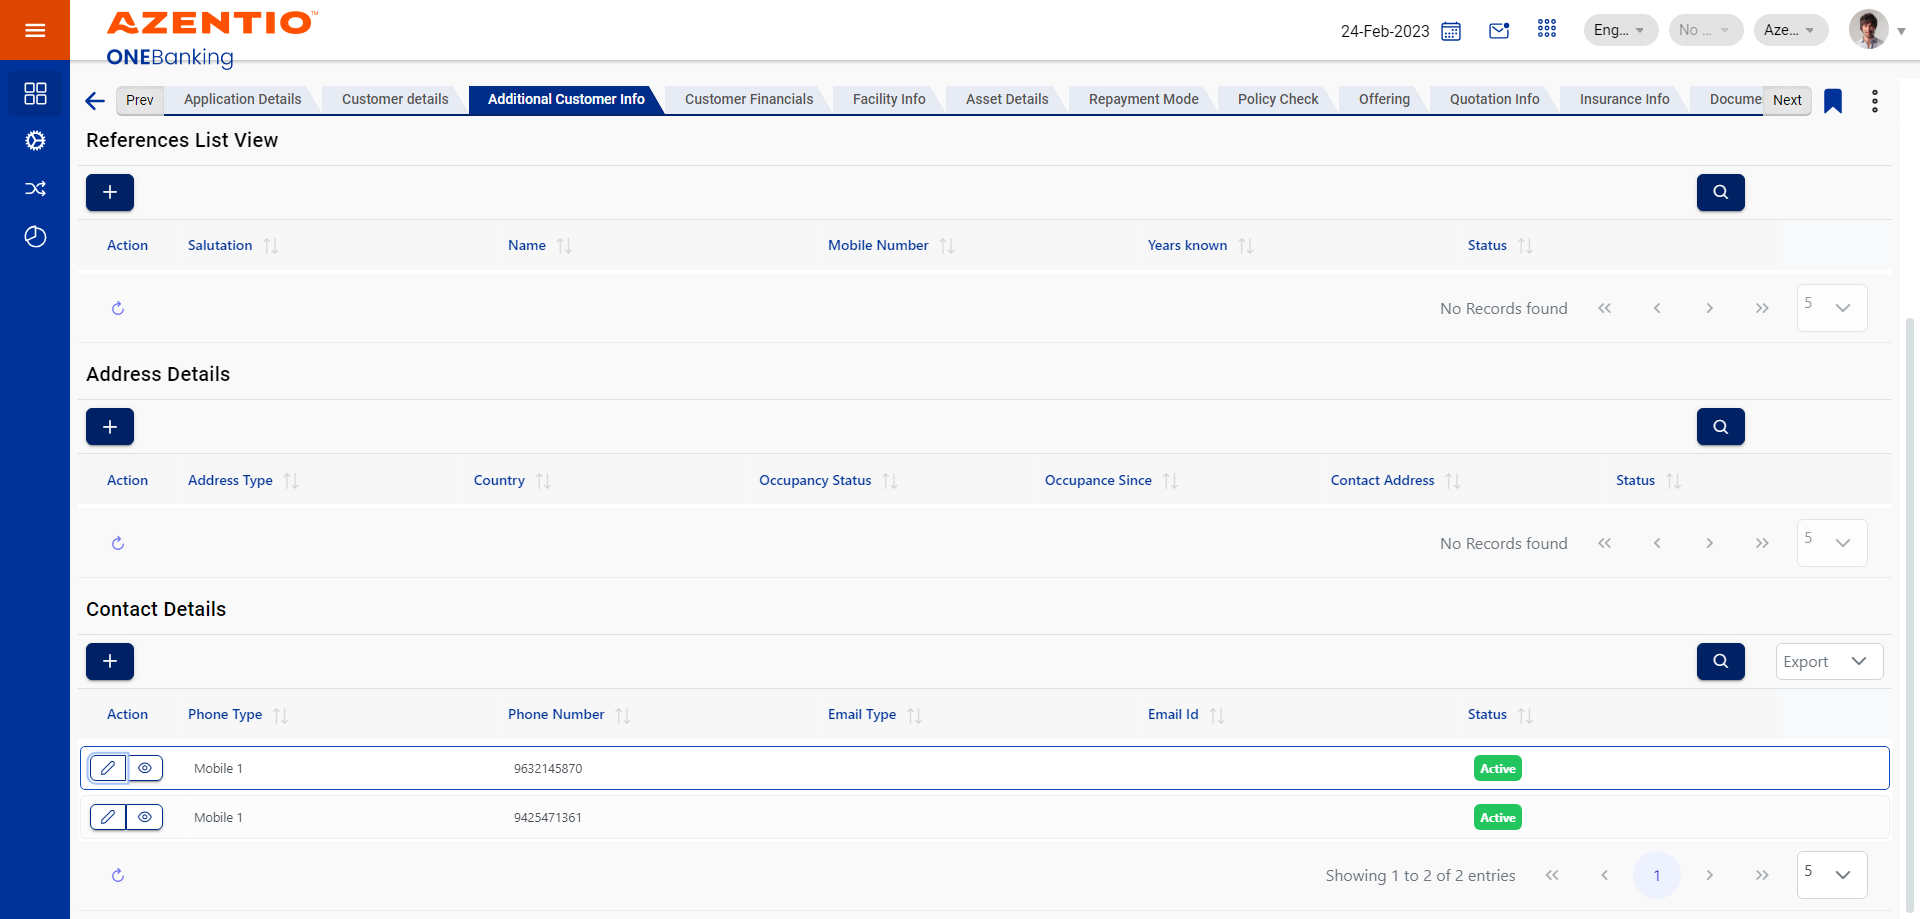 AZENTIO™
ONEBanking
24-Feb-2023
Eng...
No ...
Aze...
Prev
Application Details
Customer details
Additional Customer Info
Customer Financials
Facility Info
Asset Details
Repayment Mode
Policy Check
Offering
Quotation Info
Insurance Info
Docume
Next
References List View
Action Salutation Name Mobile Number Years known Status
No Records found 5
Address Details
Action Address Type Country Occupancy Status Occupance Since Contact Address Status
No Records found 5
Contact Details
Export
Action Phone Type Phone Number Email Type Email Id Status
Mobile 1 9632145870 Active
Mobile 1 9425471361 Active
Showing 1 to 2 of 2 entries 1 5